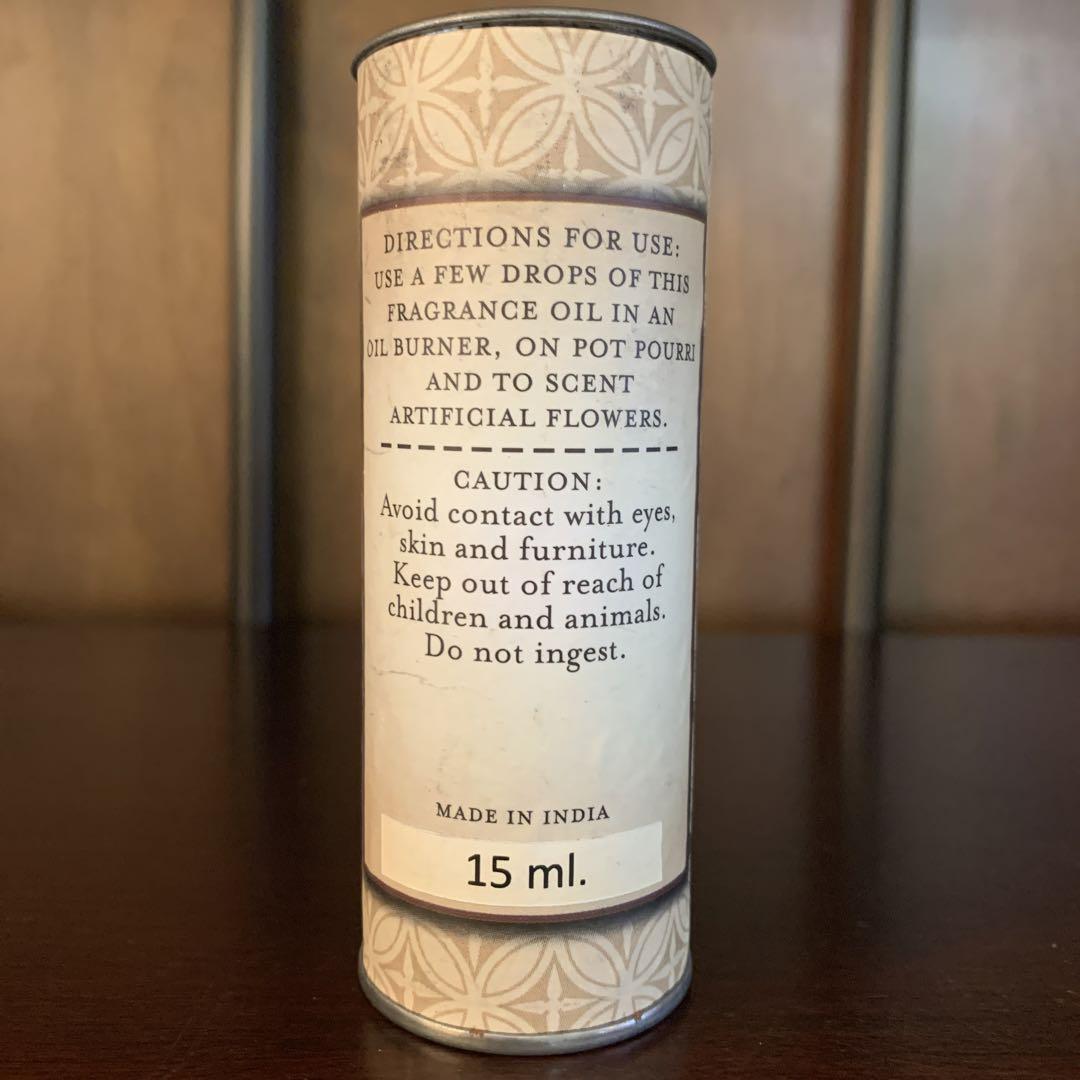 DIRECTIONS FOR USE:
USE A FEW DROPS OF THIS
FRAGRANCE OIL IN AN
OIL BURNER, ON POT POURRI
AND TO SCENT
ARTIFICIAL FLOWERS.
CAUTION:
Avoid contact with eyes,
skin and furniture.
Keep out of reach of
children and animals.
Do not ingest.
MADE IN INDIA
15 ml.